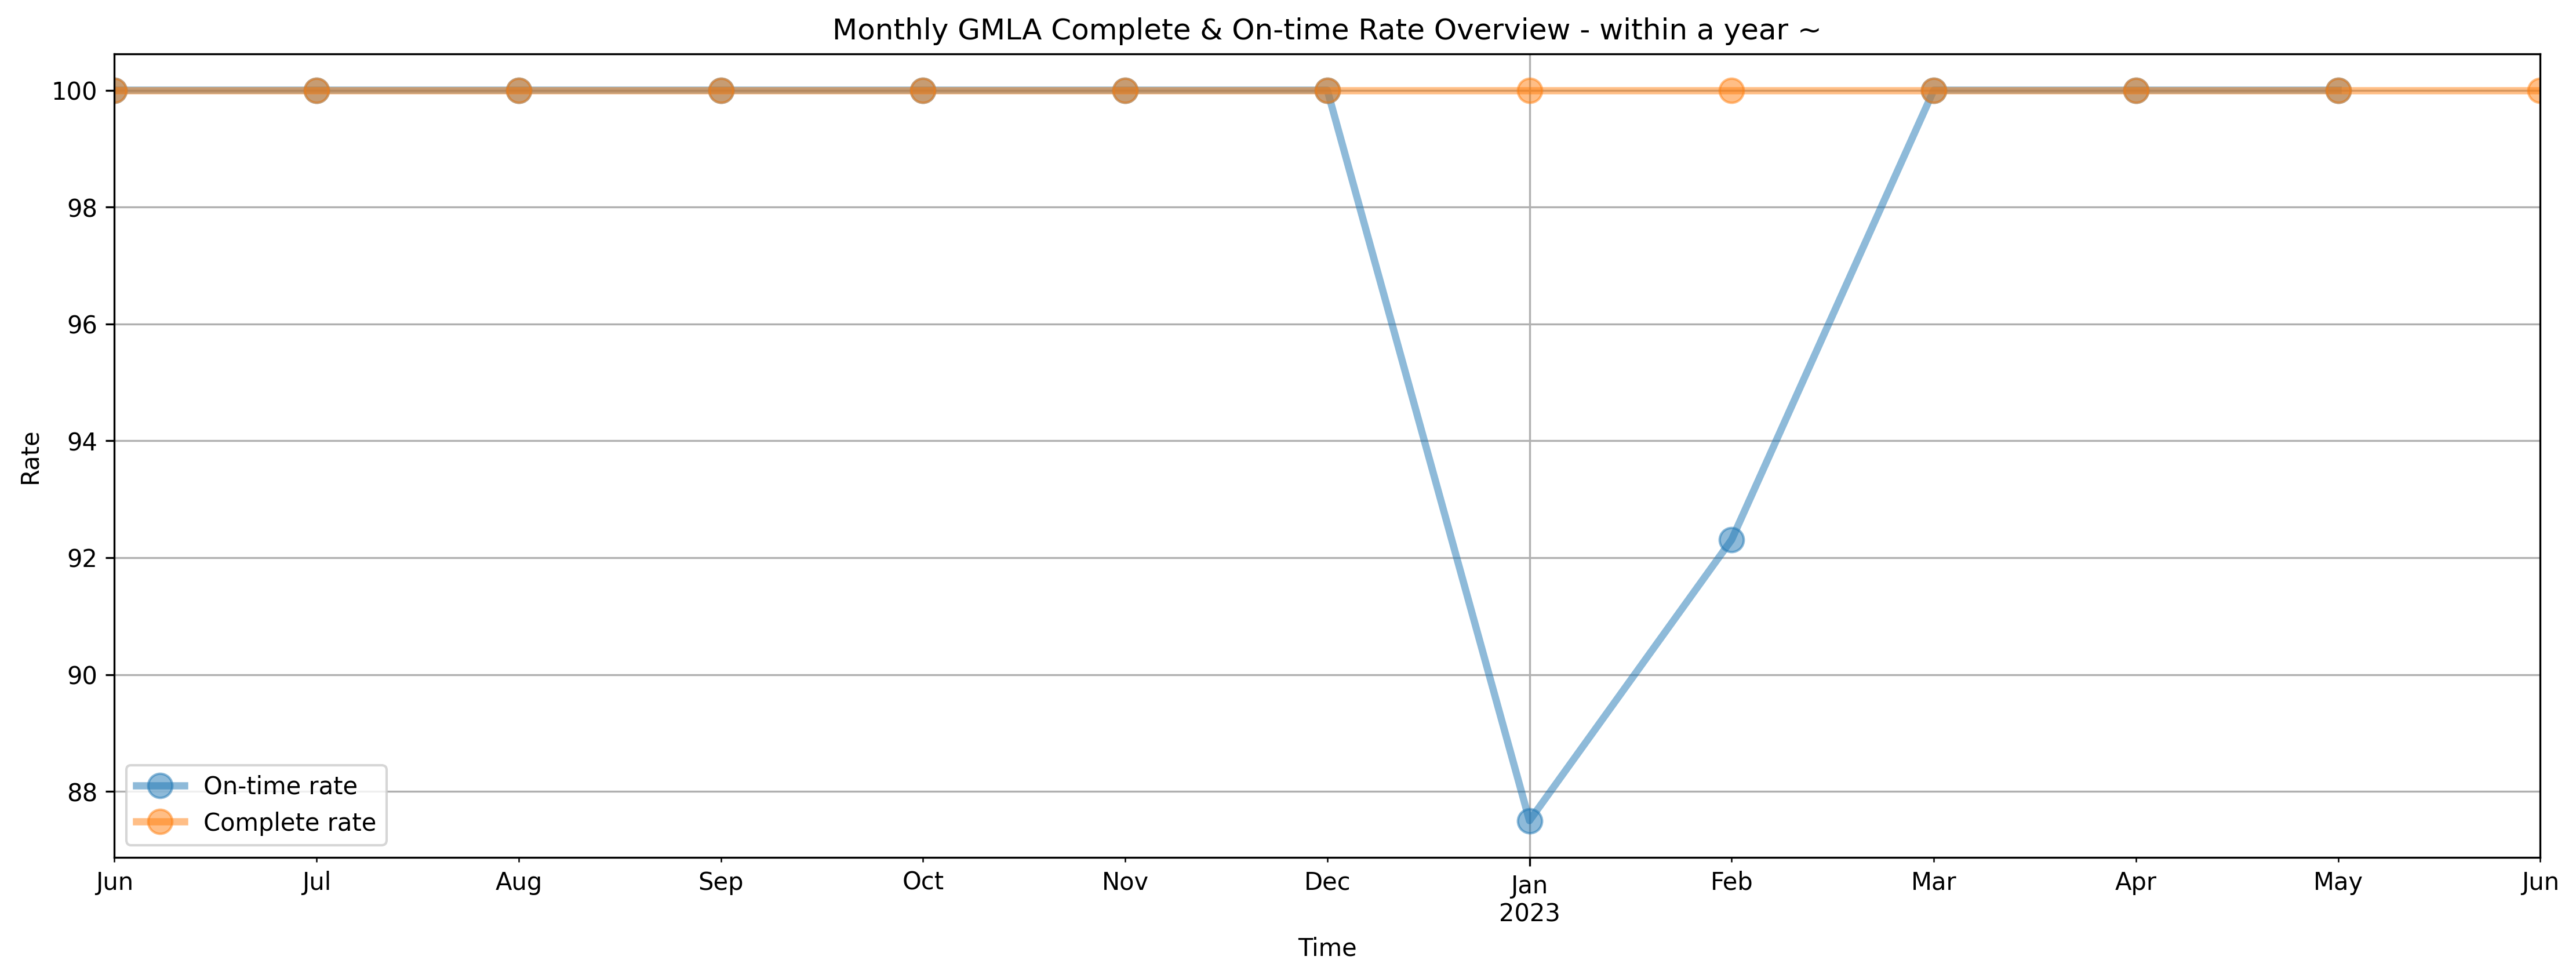 Monthly GMLA Complete & On-time Rate Overview - within a year ~
100
98
96
94
92
90
88
Rate
On-time rate
Complete rate
Jun Jul Aug Sep Oct Nov Dec Jan Feb Mar Apr May Jun
2023
Time